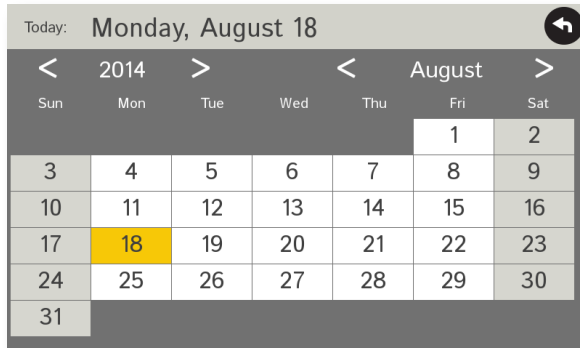 Today: Monday, August 18
< 2014 > < August >
Sun Mon Tue Wed Thu Fri Sat
1 2
3 4 5 6 7 8 9
10 11 12 13 14 15 16
17 18 19 20 21 22 23
24 25 26 27 28 29 30
31